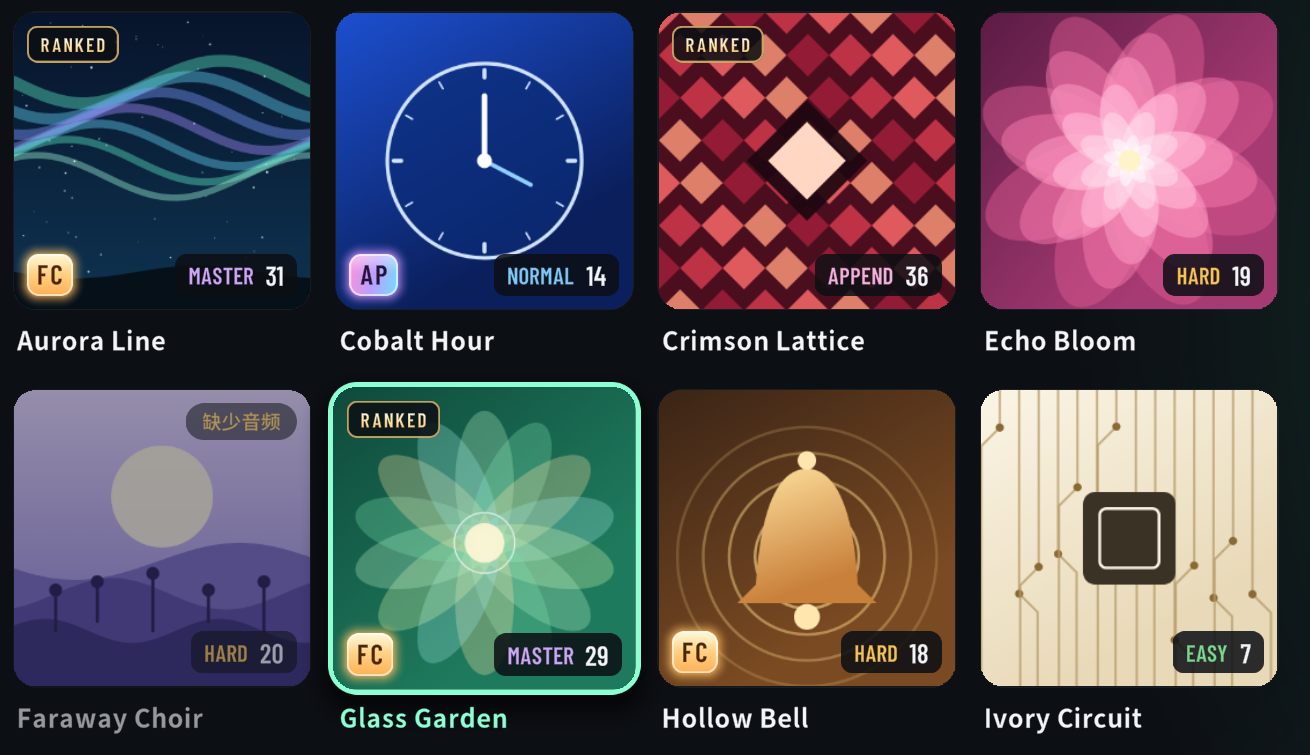 RANKED
FC
MASTER 31
Aurora Line
AP
NORMAL 14
Cobalt Hour
RANKED
APPEND 36
Crimson Lattice
HARD 19
Echo Bloom
缺少音频
HARD 20
Faraway Choir
RANKED
FC
MASTER 29
Glass Garden
FC
HARD 18
Hollow Bell
EASY 7
Ivory Circuit